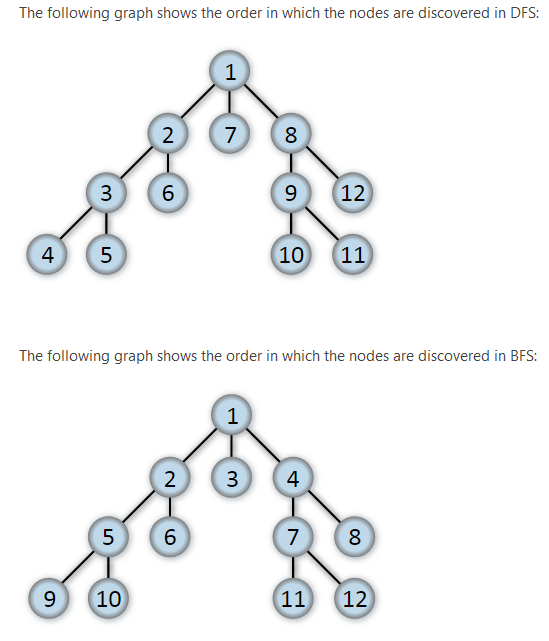 The following graph shows the order in which the nodes are discovered in DFS:
1
2 7 8
3 6 9 12
4 5 10 11
The following graph shows the order in which the nodes are discovered in BFS:
1
2 3 4
5 6 7 8
9 10 11 12